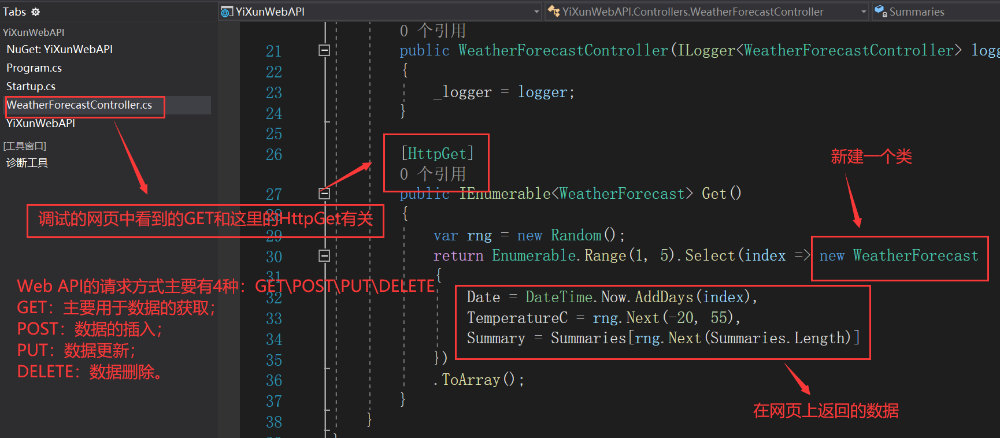 Tabs
YiXunWebAPI
NuGet: YiXunWebAPI
Program.cs
Startup.cs
WeatherForecastController.cs
YiXunWebAPI
[工具窗口]
诊断工具
YiXunWebAPI
YiXunWebAPI.Controllers.WeatherForecastController
Summaries
0 个引用
21 public WeatherForecastController(ILogger<WeatherForecastController> logg
22 {
23 _logger = logger;
24 }
25
26 [HttpGet]
0 个引用
27 public IEnumerable<WeatherForecast> Get()
28 {
29 var rng = new Random();
30 return Enumerable.Range(1, 5).Select(index => new WeatherForecast
31 {
32 Date = DateTime.Now.AddDays(index),
33 TemperatureC = rng.Next(-20, 55),
34 Summary = Summaries[rng.Next(Summaries.Length)]
35 })
36 .ToArray();
37 }
38 }
}
调试的网页中看到的GET和这里的HttpGet有关
Web API的请求方式主要有4种：GET\POST\PUT\DELETE
GET：主要用于数据的获取；
POST：数据的插入；
PUT：数据更新；
DELETE：数据删除。
新建一个类
在网页上返回的数据